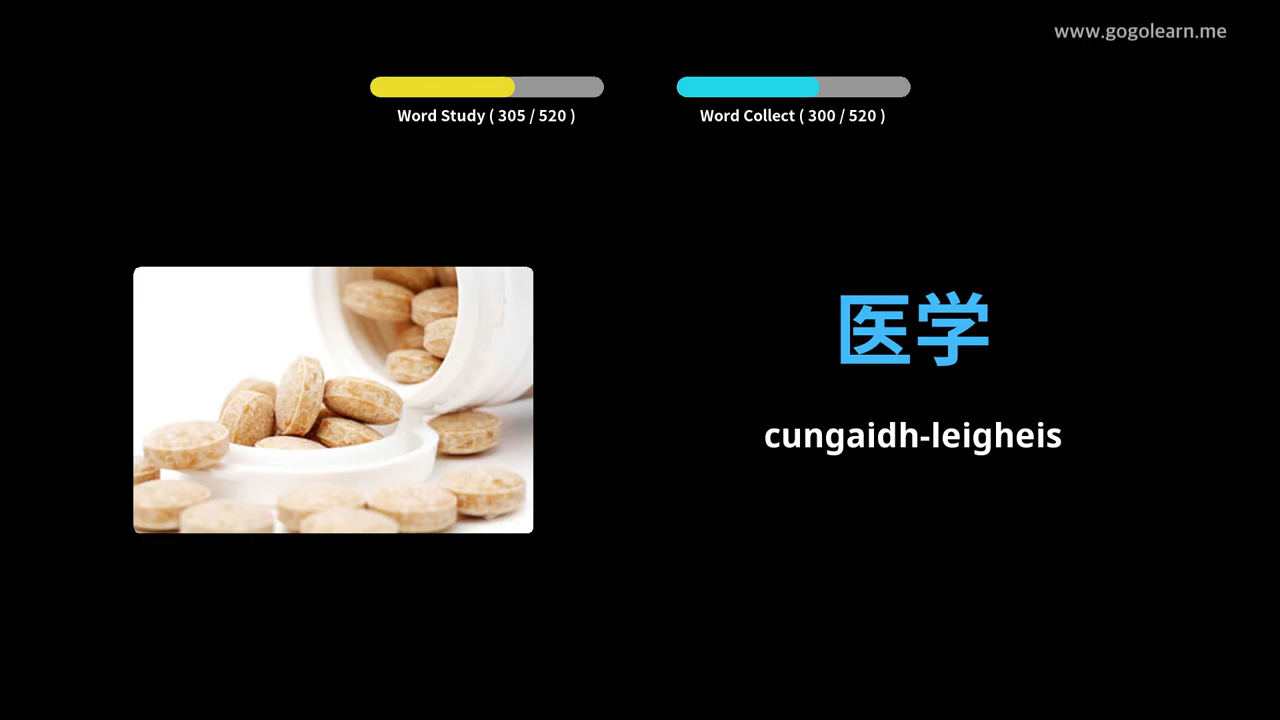 www.gogolearn.me
Word Study ( 305 / 520 )
Word Collect ( 300 / 520 )
医学
cungaidh-leigheis